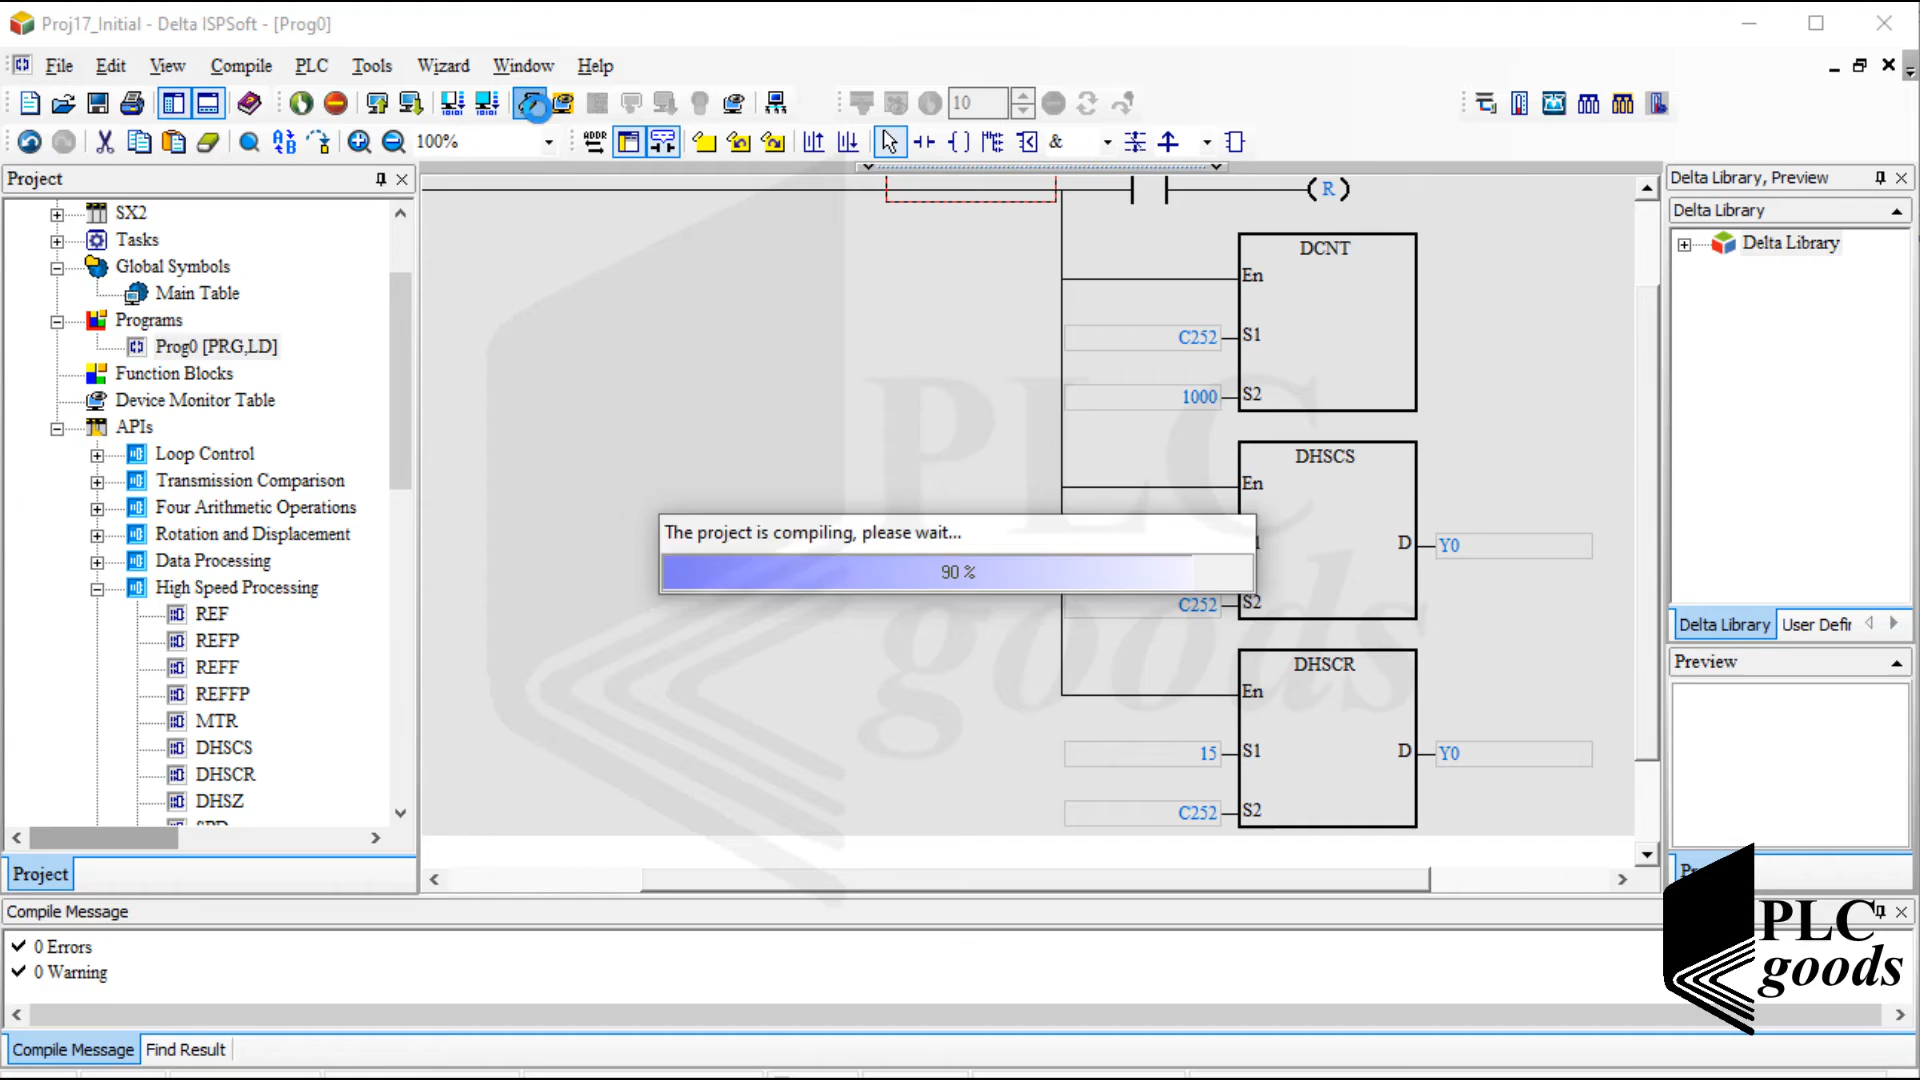 Proj17_Initial - Delta ISPSoft - [Prog0]
File Edit View Compile PLC Tools Wizard Window Help
10
100%
ADDR
&
Project
SX2
Tasks
Global Symbols
Main Table
Programs
Prog0 [PRG,LD]
Function Blocks
Device Monitor Table
APIs
Loop Control
Transmission Comparison
Four Arithmetic Operations
Rotation and Displacement
Data Processing
High Speed Processing
REF
REFP
REFF
REFFP
MTR
DHSCS
DHSCR
DHSZ
Project
R
DCNT
En
C252 S1
1000 S2
DHSCS
En
D Y0
C252 S2
DHSCR
En
15 S1 D Y0
C252 S2
The project is compiling, please wait...
90 %
PLC
goods
Delta Library, Preview
Delta Library
Delta Library
Delta Library User Defir
Preview
Compile Message
0 Errors
0 Warning
Compile Message Find Result
PLC
goods